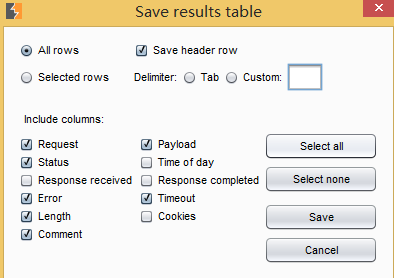 Save results table
All rows
Save header row
Selected rows
Delimiter:
Tab
Custom:
Include columns:
Request
Payload
Select all
Status
Time of day
Response received
Response completed
Select none
Error
Timeout
Length
Cookies
Save
Comment
Cancel